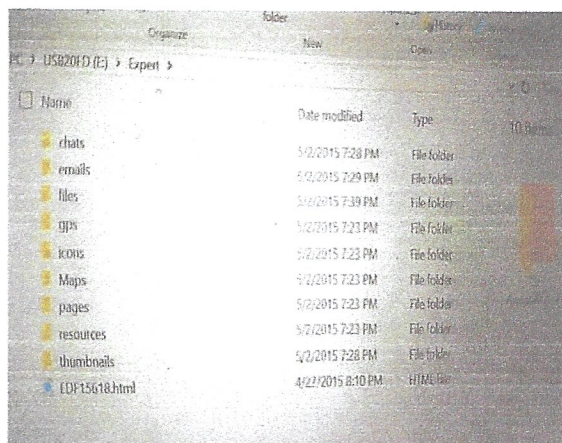 folder
Organize New Open
PC > USB20FD (E:) > Expert >
Name Date modified Type
10 items
chats 5/2/2015 7:28 PM File folder
emails 5/2/2015 7:29 PM File folder
files 5/2/2015 7:39 PM File folder
gps 5/2/2015 7:23 PM File folder
icons 5/2/2015 7:23 PM File folder
Maps 5/2/2015 7:23 PM File folder
pages 5/2/2015 7:23 PM File folder
resources 5/2/2015 7:23 PM File folder
thumbnails 5/2/2015 7:28 PM File folder
EDF15618.html 4/27/2015 8:10 PM HTML File